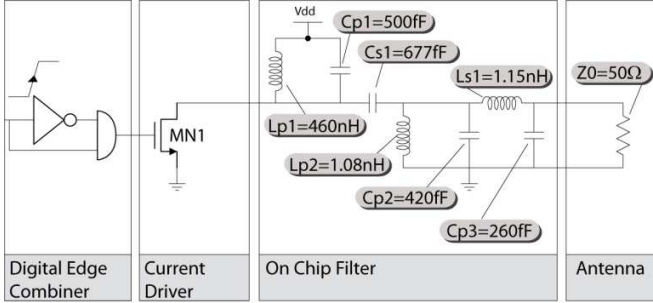 Vdd
Cp1=500fF
Cs1=677fF
Ls1=1.15nH
Z0=50Ω
MN1
Lp1=460nH
Lp2=1.08nH
Cp2=420fF
Cp3=260fF
Digital Edge
Combiner
Current
Driver
On Chip Filter
Antenna